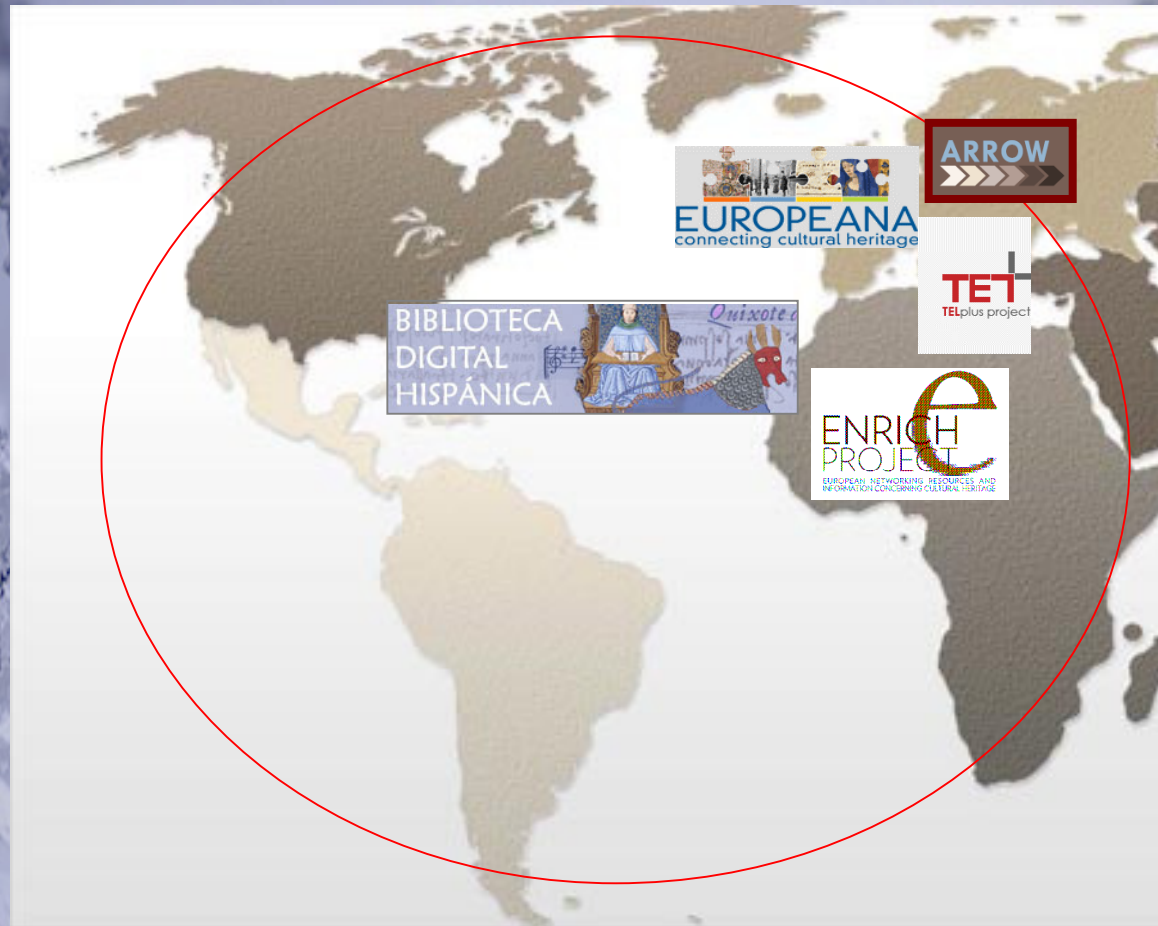 ARROW
EUROPEANA
connecting cultural heritage
TEL
TELplus project
BIBLIOTECA
DIGITAL
HISPÁNICA
Quixote
ENRICH
PROJECT
e
EUROPEAN NETWORKING RESOURCES AND
INFORMATION CONCERNING CULTURAL HERITAGE